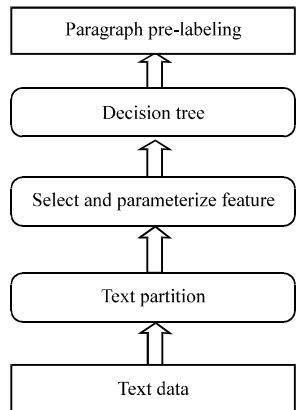 Paragraph pre-labeling
Decision tree
Select and parameterize feature
Text partition
Text data